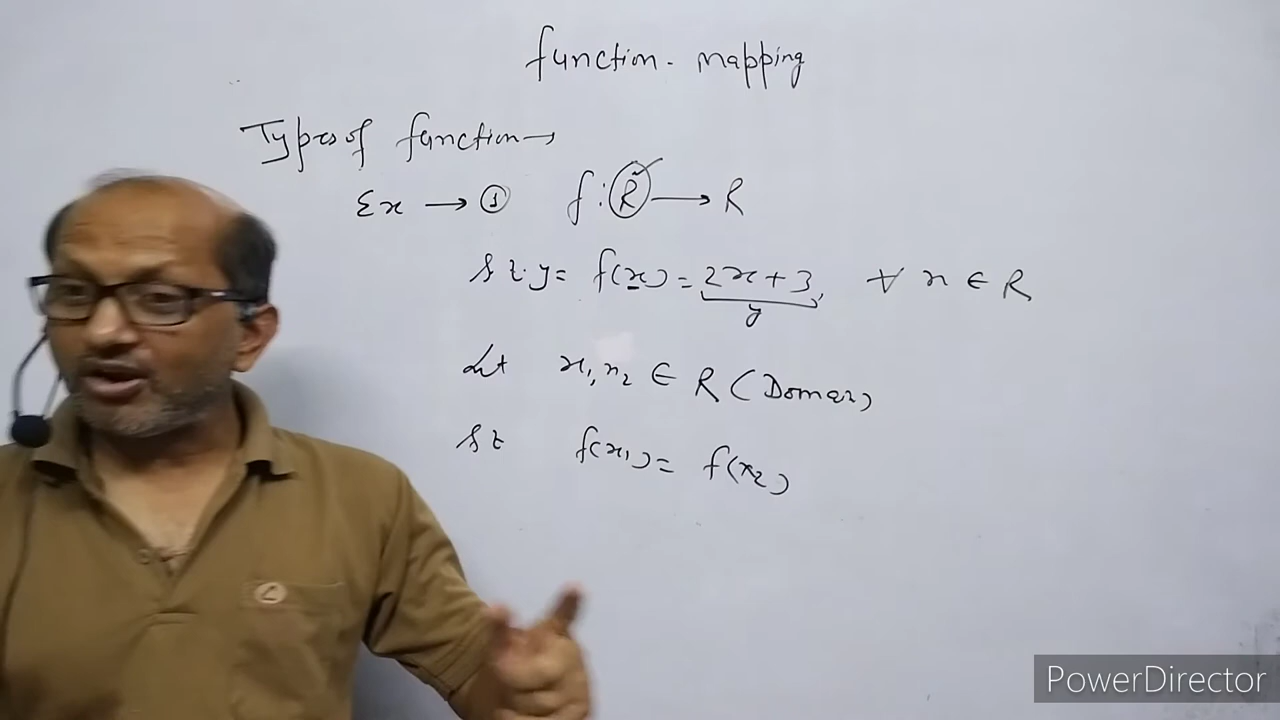 function - mapping
Types of function→
Ex → ① f: R → R
s t. y = f(x) = 2x + 3, ∀ x ∈ R
y
Let x₁, x₂ ∈ R (Domain)
s t f(x₁) = f(x₂)
PowerDirector